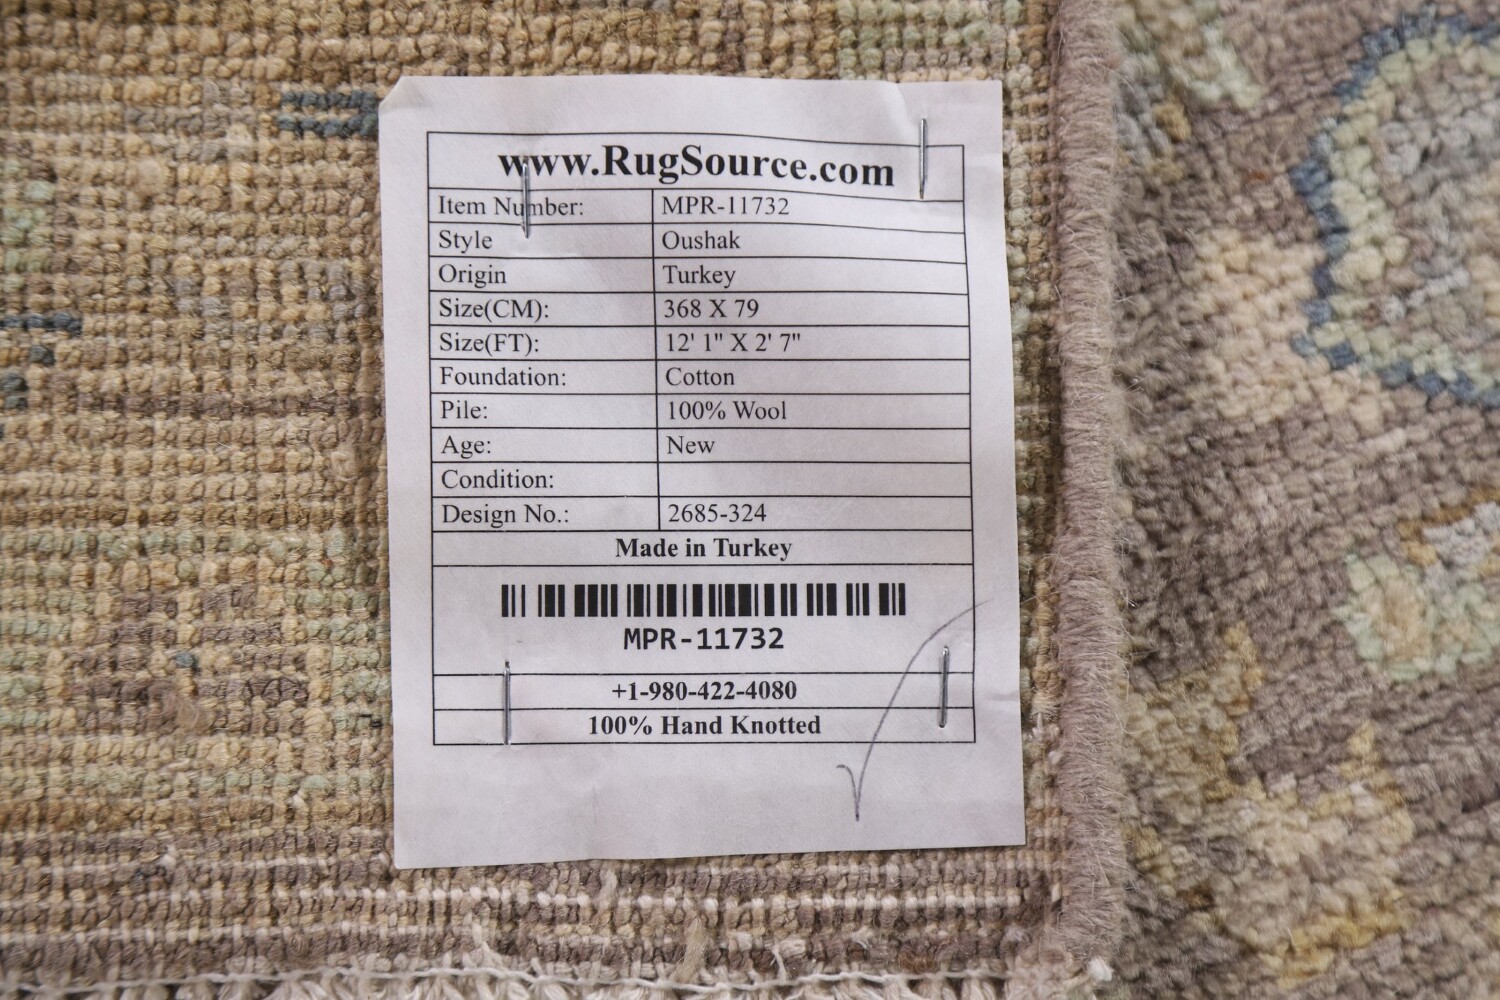 www.RugSource.com
Item Number: MPR-11732
Style Oushak
Origin Turkey
Size(CM): 368 X 79
Size(FT): 12' 1" X 2' 7"
Foundation: Cotton
Pile: 100% Wool
Age: New
Condition:
Design No.: 2685-324
Made in Turkey
MPR-11732
+1-980-422-4080
100% Hand Knotted